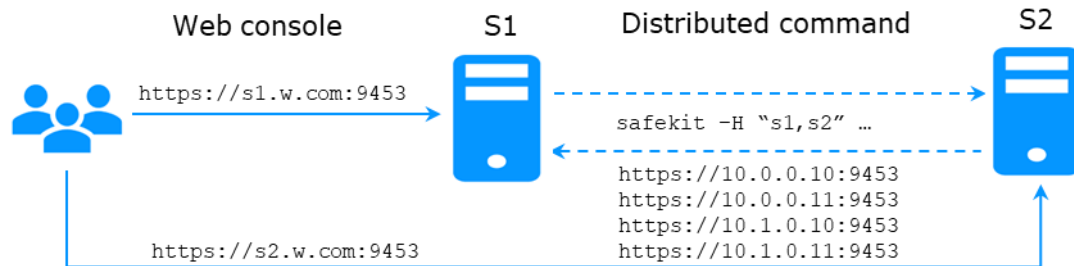 Web console
S1
Distributed command
S2
https://s1.w.com:9453
safekit –H “s1,s2” …
https://10.0.0.10:9453
https://10.0.0.11:9453
https://10.1.0.10:9453
https://10.1.0.11:9453
https://s2.w.com:9453